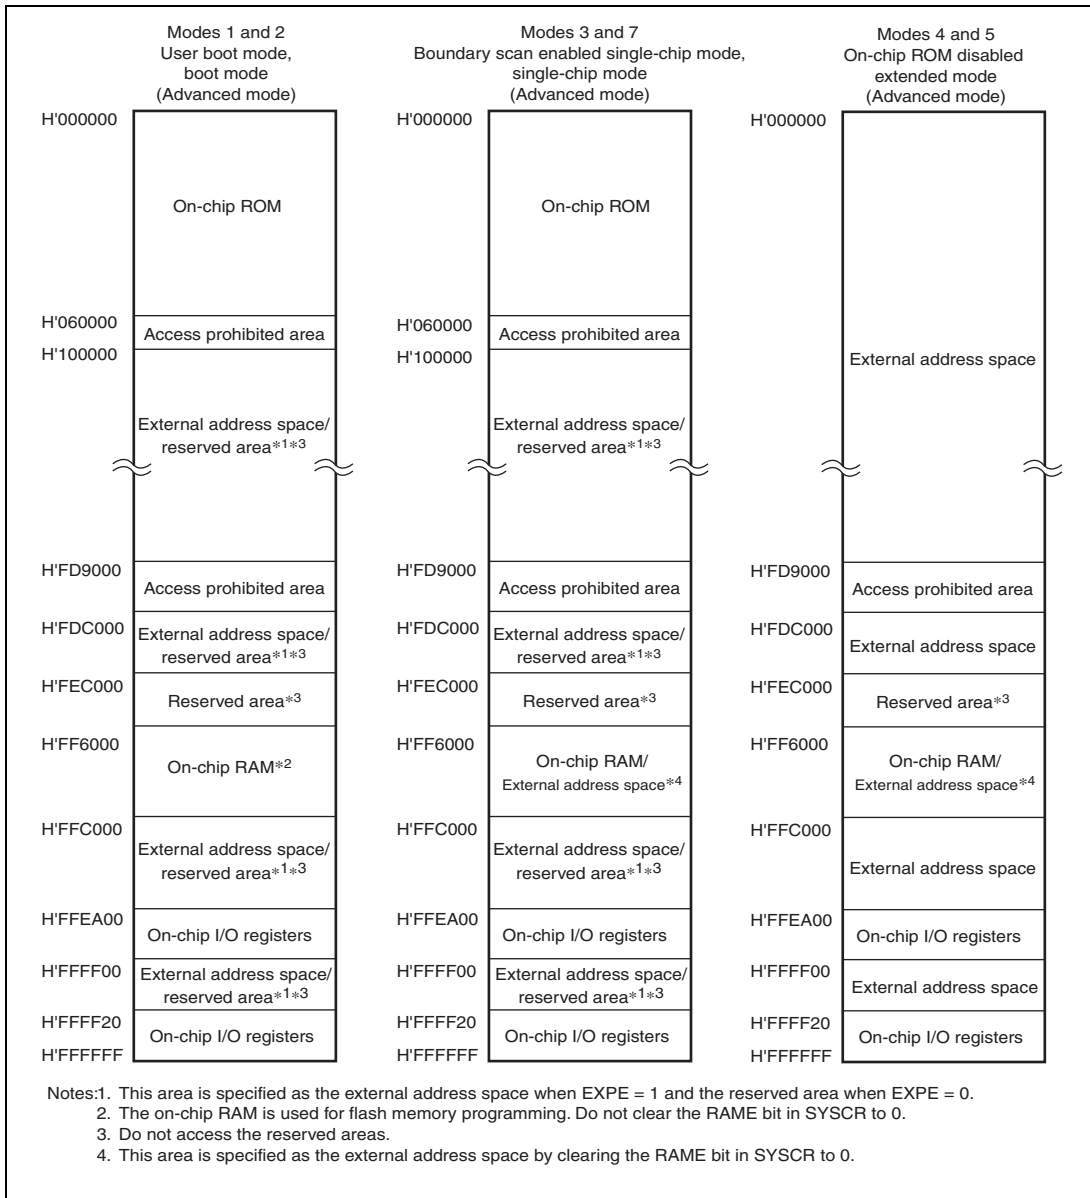 Modes 1 and 2
User boot mode,
boot mode
(Advanced mode)
H'000000
On-chip ROM
H'060000
Access prohibited area
H'100000
External address space/
reserved area*1*3
H'FD9000
Access prohibited area
H'FDC000
External address space/
reserved area*1*3
H'FEC000
Reserved area*3
H'FF6000
On-chip RAM*2
H'FFC000
External address space/
reserved area*1*3
H'FFEA00
On-chip I/O registers
H'FFFF00
External address space/
reserved area*1*3
H'FFFF20
On-chip I/O registers
H'FFFFFF
Modes 3 and 7
Boundary scan enabled single-chip mode,
single-chip mode
(Advanced mode)
H'000000
On-chip ROM
H'060000
Access prohibited area
H'100000
External address space/
reserved area*1*3
H'FD9000
Access prohibited area
H'FDC000
External address space/
reserved area*1*3
H'FEC000
Reserved area*3
H'FF6000
On-chip RAM/
External address space*4
H'FFC000
External address space/
reserved area*1*3
H'FFEA00
On-chip I/O registers
H'FFFF00
External address space/
reserved area*1*3
H'FFFF20
On-chip I/O registers
H'FFFFFF
Modes 4 and 5
On-chip ROM disabled
extended mode
(Advanced mode)
H'000000
External address space
H'FD9000
Access prohibited area
H'FDC000
External address space
H'FEC000
Reserved area*3
H'FF6000
On-chip RAM/
External address space*4
H'FFC000
External address space
H'FFEA00
On-chip I/O registers
H'FFFF00
External address space
H'FFFF20
On-chip I/O registers
H'FFFFFF
Notes:1. This area is specified as the external address space when EXPE = 1 and the reserved area when EXPE = 0.
2. The on-chip RAM is used for flash memory programming. Do not clear the RAME bit in SYSCR to 0.
3. Do not access the reserved areas.
4. This area is specified as the external address space by clearing the RAME bit in SYSCR to 0.